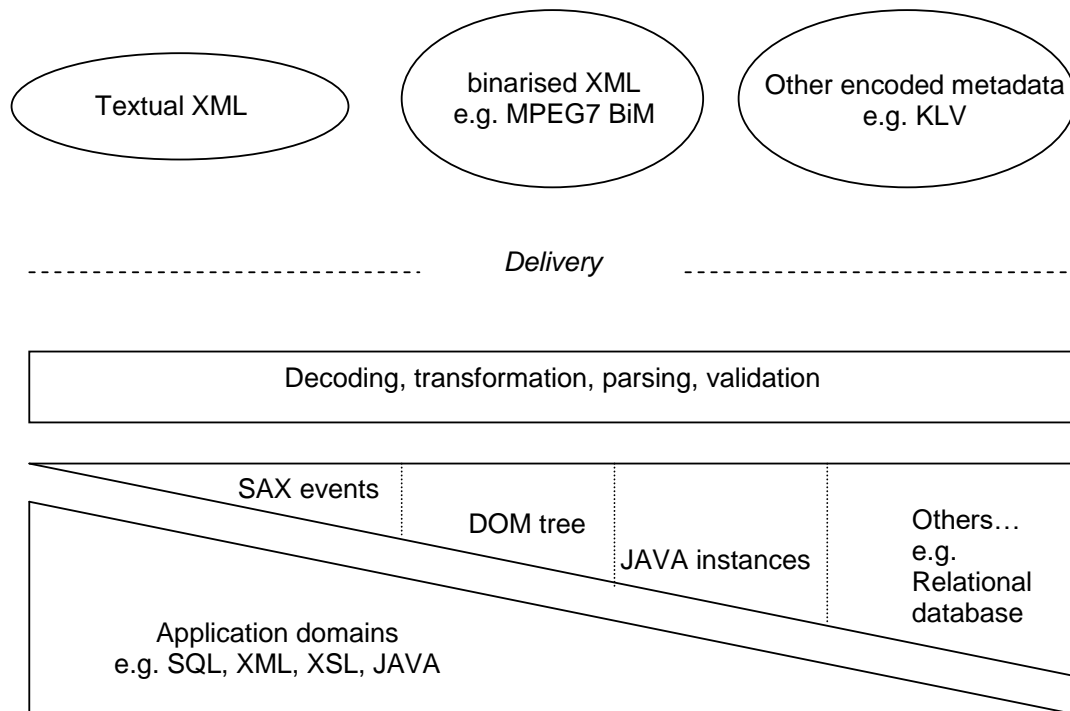 Textual XML
binarised XML
e.g. MPEG7 BiM
Other encoded metadata
e.g. KLV
Delivery
Decoding, transformation, parsing, validation
SAX events
DOM tree
JAVA instances
Others…
e.g.
Relational
database
Application domains
e.g. SQL, XML, XSL, JAVA